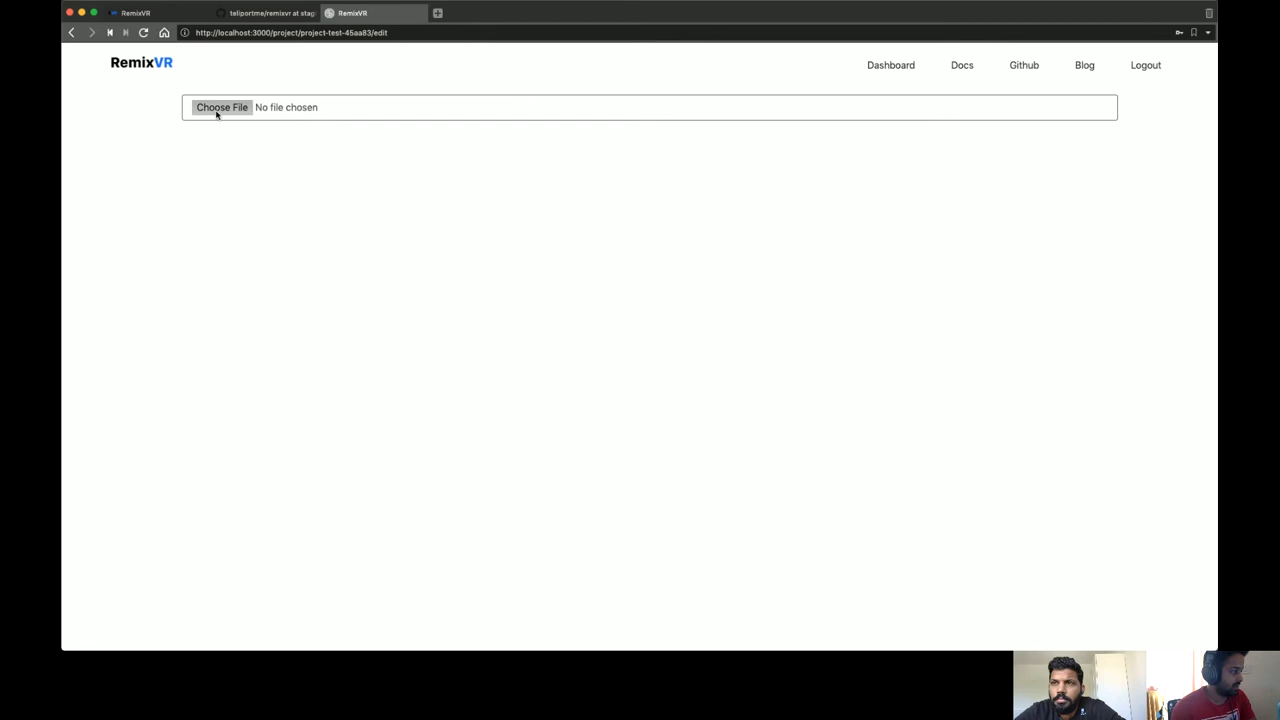 RemixVR
teliportme/remixvr at stag
RemixVR
http://localhost:3000/project/project-test-45aa83/edit
RemixVR
Dashboard
Docs
Github
Blog
Logout
Choose File
No file chosen